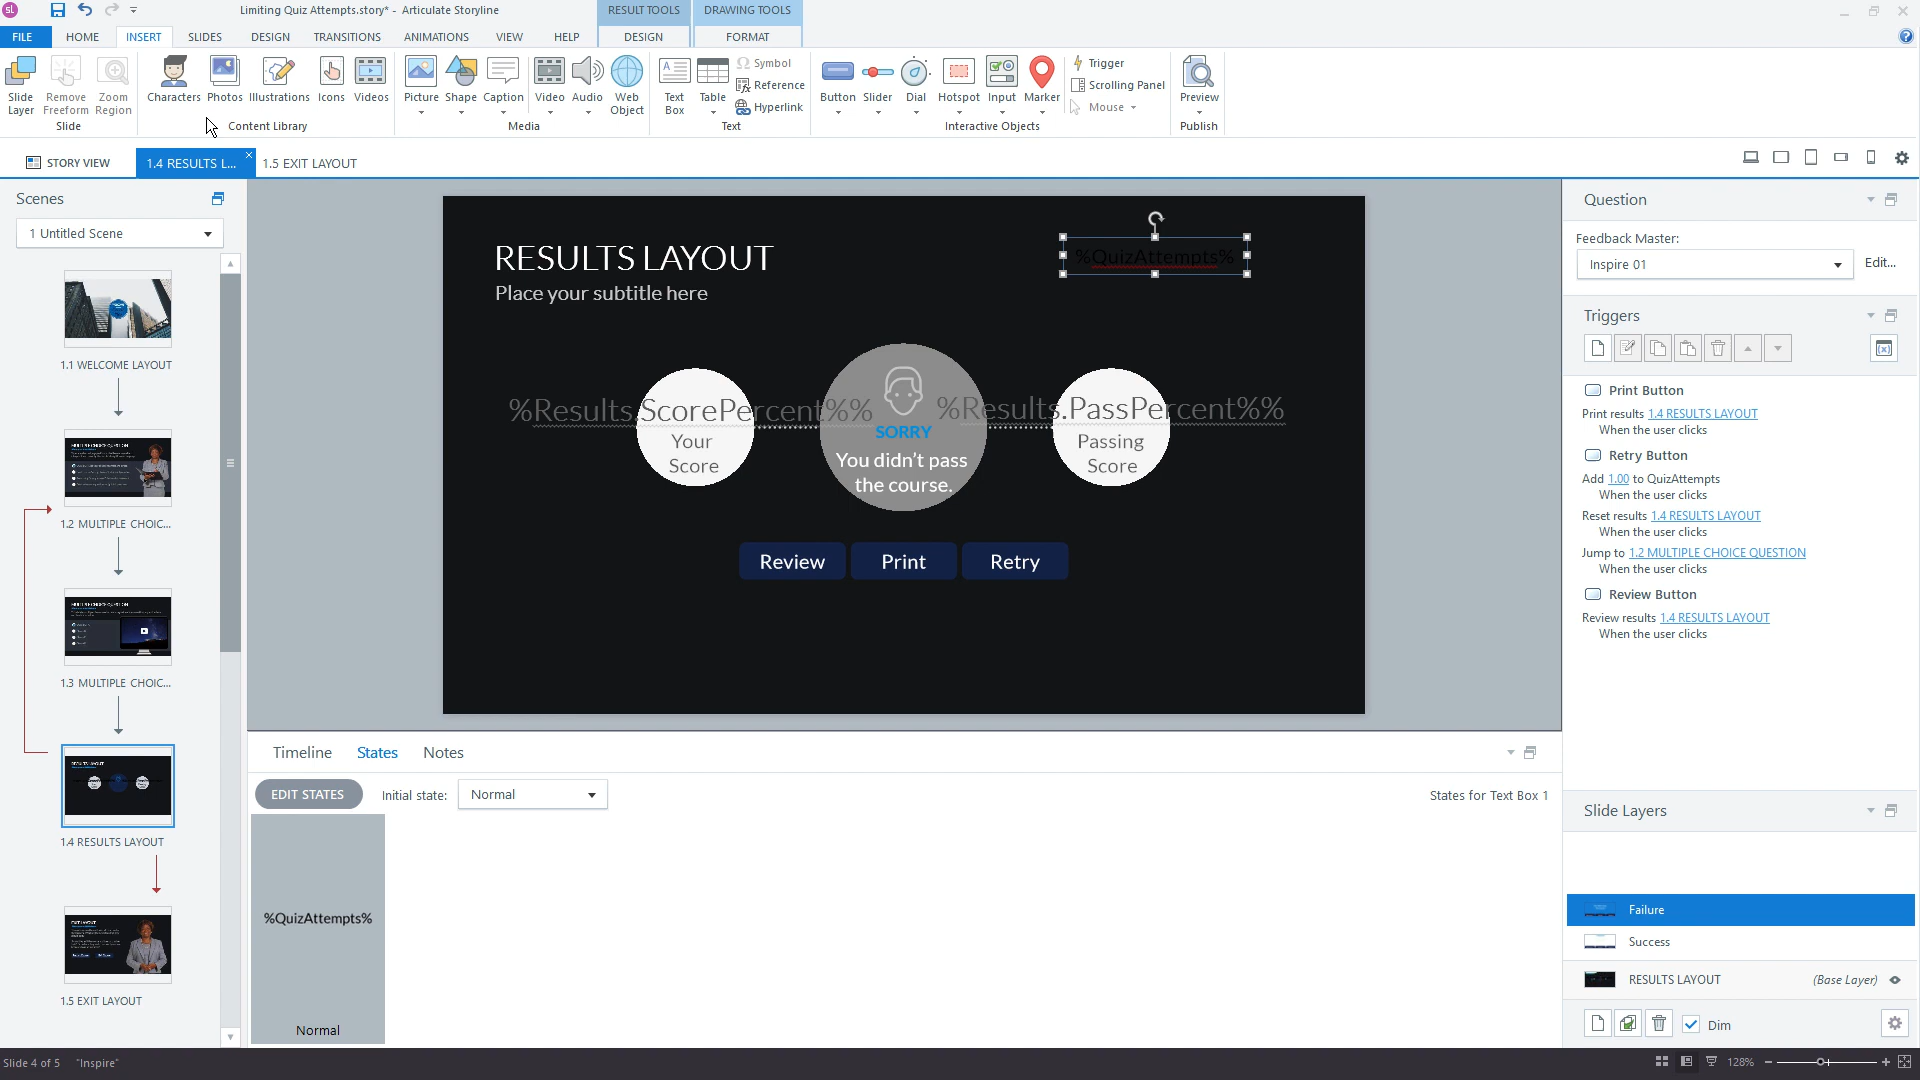 Limiting Quiz Attempts.story* - Articulate Storyline
RESULT TOOLS
DRAWING TOOLS
FILE
HOME
INSERT
SLIDES
DESIGN
TRANSITIONS
ANIMATIONS
VIEW
HELP
DESIGN
FORMAT
Slide Layer
Remove Freeform
Zoom Region
Characters
Photos
Illustrations
Icons
Videos
Picture
Shape
Caption
Video
Audio
Web Object
Text Box
Table
Symbol
Reference
Hyperlink
Button
Slider
Dial
Hotspot
Input
Marker
Trigger
Scrolling Panel
Mouse
Preview
Slide
Content Library
Media
Text
Interactive Objects
Publish
STORY VIEW
1.4 RESULTS L...
1.5 EXIT LAYOUT
Scenes
1 Untitled Scene
1.1 WELCOME LAYOUT
1.2 MULTIPLE CHOIC...
1.3 MULTIPLE CHOIC...
1.4 RESULTS LAYOUT
1.5 EXIT LAYOUT
RESULTS LAYOUT
Place your subtitle here
%QuizAttempts%
%Results.ScorePercent%%
Your
Score
SORRY
You didn't pass
the course.
%Results.PassPercent%%
Passing
Score
Review
Print
Retry
Timeline
States
Notes
EDIT STATES
Initial state:
Normal
States for Text Box 1
%QuizAttempts%
Normal
Question
Feedback Master:
Inspire 01
Edit...
Triggers
Print Button
Print results 1.4 RESULTS LAYOUT
When the user clicks
Retry Button
Add 1.00 to QuizAttempts
When the user clicks
Reset results 1.4 RESULTS LAYOUT
When the user clicks
Jump to 1.2 MULTIPLE CHOICE QUESTION
When the user clicks
Review Button
Review results 1.4 RESULTS LAYOUT
When the user clicks
Slide Layers
Failure
Success
RESULTS LAYOUT
(Base Layer)
Dim
Slide 4 of 5
"Inspire"
128%